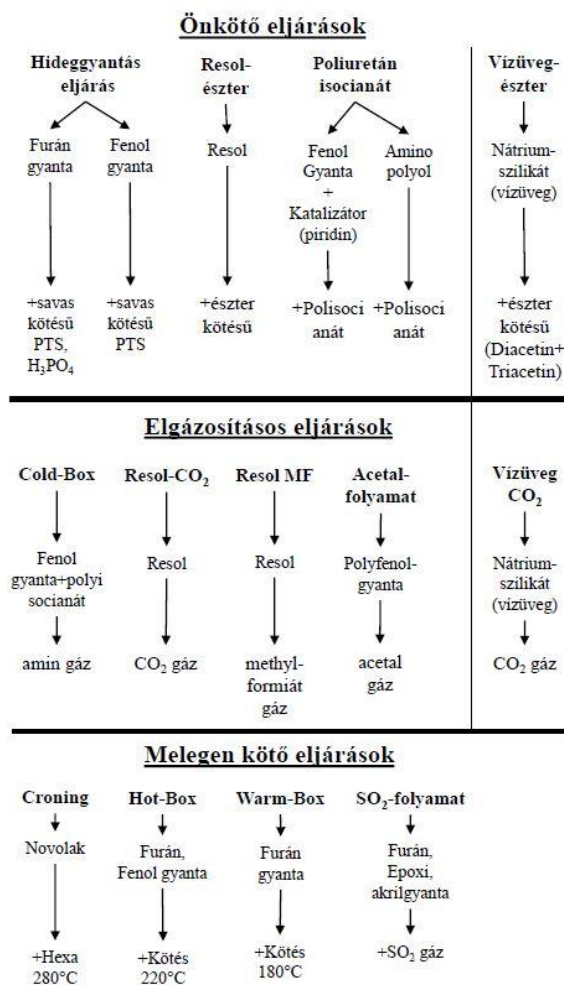 Önkötő eljárások
Hideggyantás
eljárás
Resol-
észter
Poliuretán
isocianát
Vízüveg-
észter
Furán
gyanta
Fenol
gyanta
Resol
Fenol
Gyanta
+
Katalizátor
(piridin)
Amino
polyol
Nátrium-
szilikát
(vízüveg)
+savas
kötésű
PTS,
H₃PO₄
+savas
kötésű
PTS
+észter
kötésű
+Polisoci
anát
+Polisoci
anát
+észter
kötésű
(Diacetin+
Triacetin)
Elgázosításos eljárások
Cold-Box
Resol-CO₂
Resol MF
Acetal-
folyamat
Vízüveg
CO₂
Fenol
gyanta+polyi
socianát
Resol
Resol
Polyfenol-
gyanta
Nátrium-
szilikát
(vízüveg)
amin gáz
CO₂ gáz
methyl-
formiát
gáz
acetal
gáz
CO₂ gáz
Melegen kötő eljárások
Croning
Hot-Box
Warm-Box
SO₂-folyamat
Novolak
Furán,
Fenol gyanta
Furán
gyanta
Furán,
Epoxi,
akrilgyanta
+Hexa
280°C
+Kötés
220°C
+Kötés
180°C
+SO₂ gáz